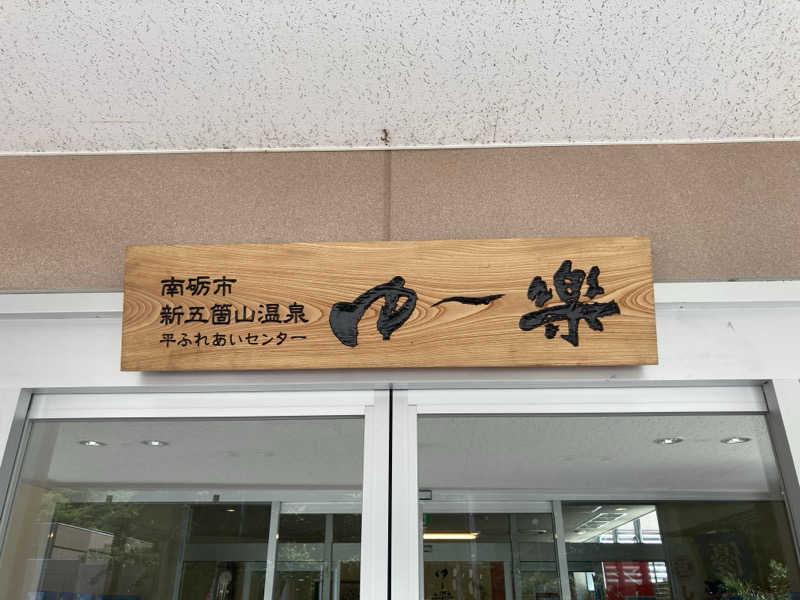 南砺市
新五箇山温泉
平ふれあいセンター
ゆー楽